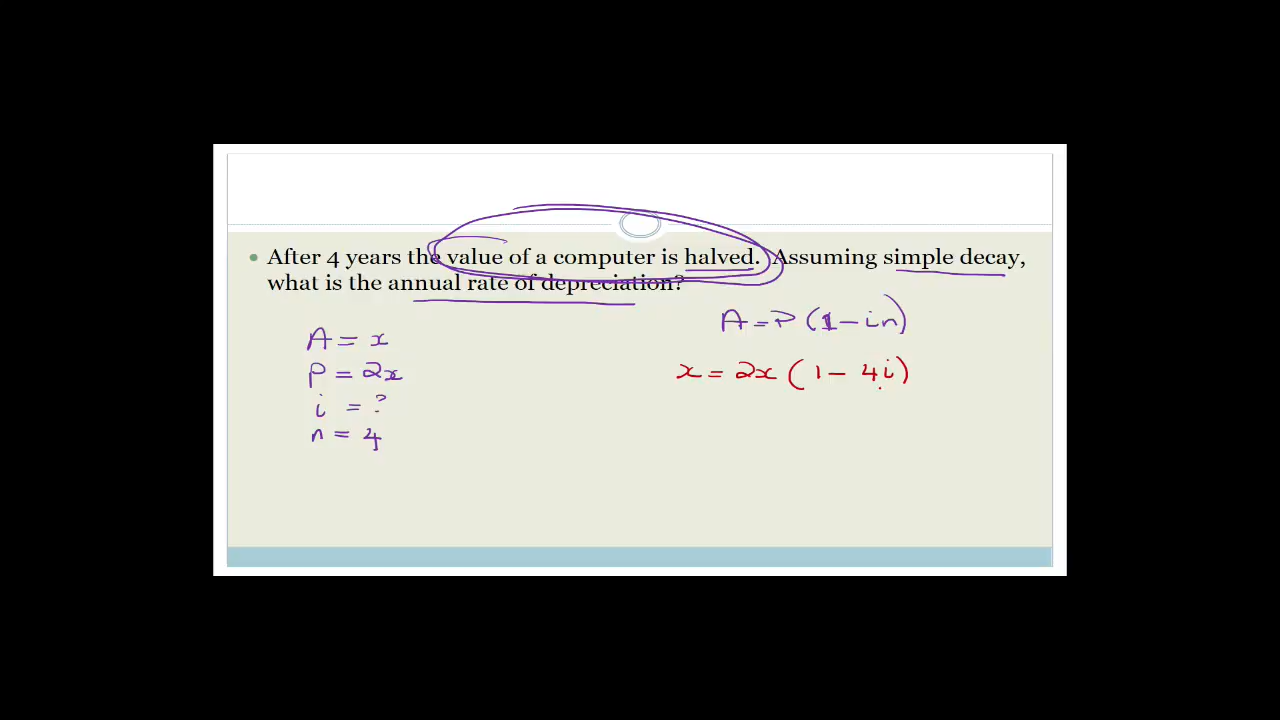 After 4 years the value of a computer is halved. Assuming simple decay,
what is the annual rate of depreciation?
A = x
P = 2x
i = ?
n = 4
A = P (1 - in)
x = 2x (1 - 4i)